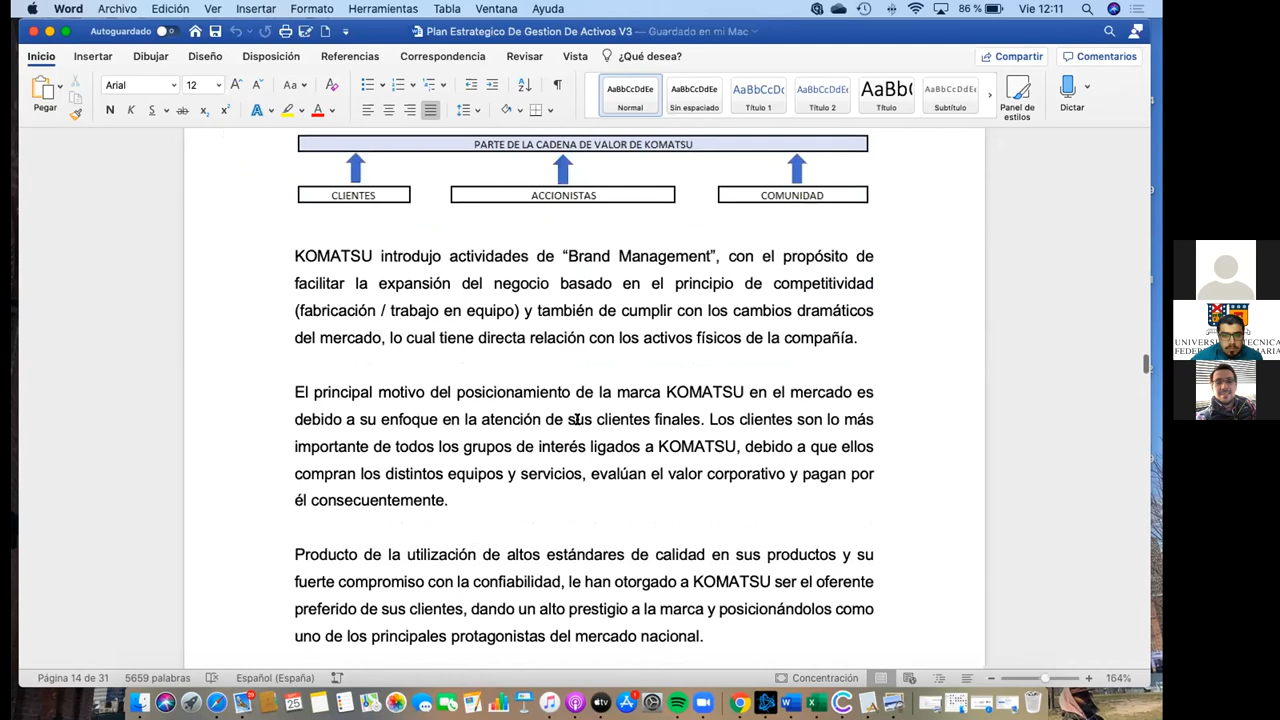 Word Archivo Edición Ver Insertar Formato Herramientas Tabla Ventana Ayuda 86 % Vie 12:11
Autoguardado Plan Estrategico De Gestion De Activos V3 — Guardado en mi Mac
Inicio Insertar Dibujar Diseño Disposición Referencias Correspondencia Revisar Vista ¿Qué desea? Compartir Comentarios
Pegar Arial 12 Aa AaBbCcDdEe AaBbCcDdEe AaBbCcDc AaBbCcDdEe AaBbC AaBbCcDdEe
N K S ab x₂ x² A A Normal Sin espaciado Título 1 Título 2 Título Subtítulo Panel de estilos Dictar
PARTE DE LA CADENA DE VALOR DE KOMATSU
CLIENTES ACCIONISTAS COMUNIDAD
KOMATSU introdujo actividades de “Brand Management”, con el propósito de
facilitar la expansión del negocio basado en el principio de competitividad
(fabricación / trabajo en equipo) y también de cumplir con los cambios dramáticos
del mercado, lo cual tiene directa relación con los activos físicos de la compañía.
El principal motivo del posicionamiento de la marca KOMATSU en el mercado es
debido a su enfoque en la atención de sus clientes finales. Los clientes son lo más
importante de todos los grupos de interés ligados a KOMATSU, debido a que ellos
compran los distintos equipos y servicios, evalúan el valor corporativo y pagan por
él consecuentemente.
Producto de la utilización de altos estándares de calidad en sus productos y su
fuerte compromiso con la confiabilidad, le han otorgado a KOMATSU ser el oferente
preferido de sus clientes, dando un alto prestigio a la marca y posicionándolos como
uno de los principales protagonistas del mercado nacional.
Página 14 de 31 5659 palabras Español (España) Concentración 164%
25